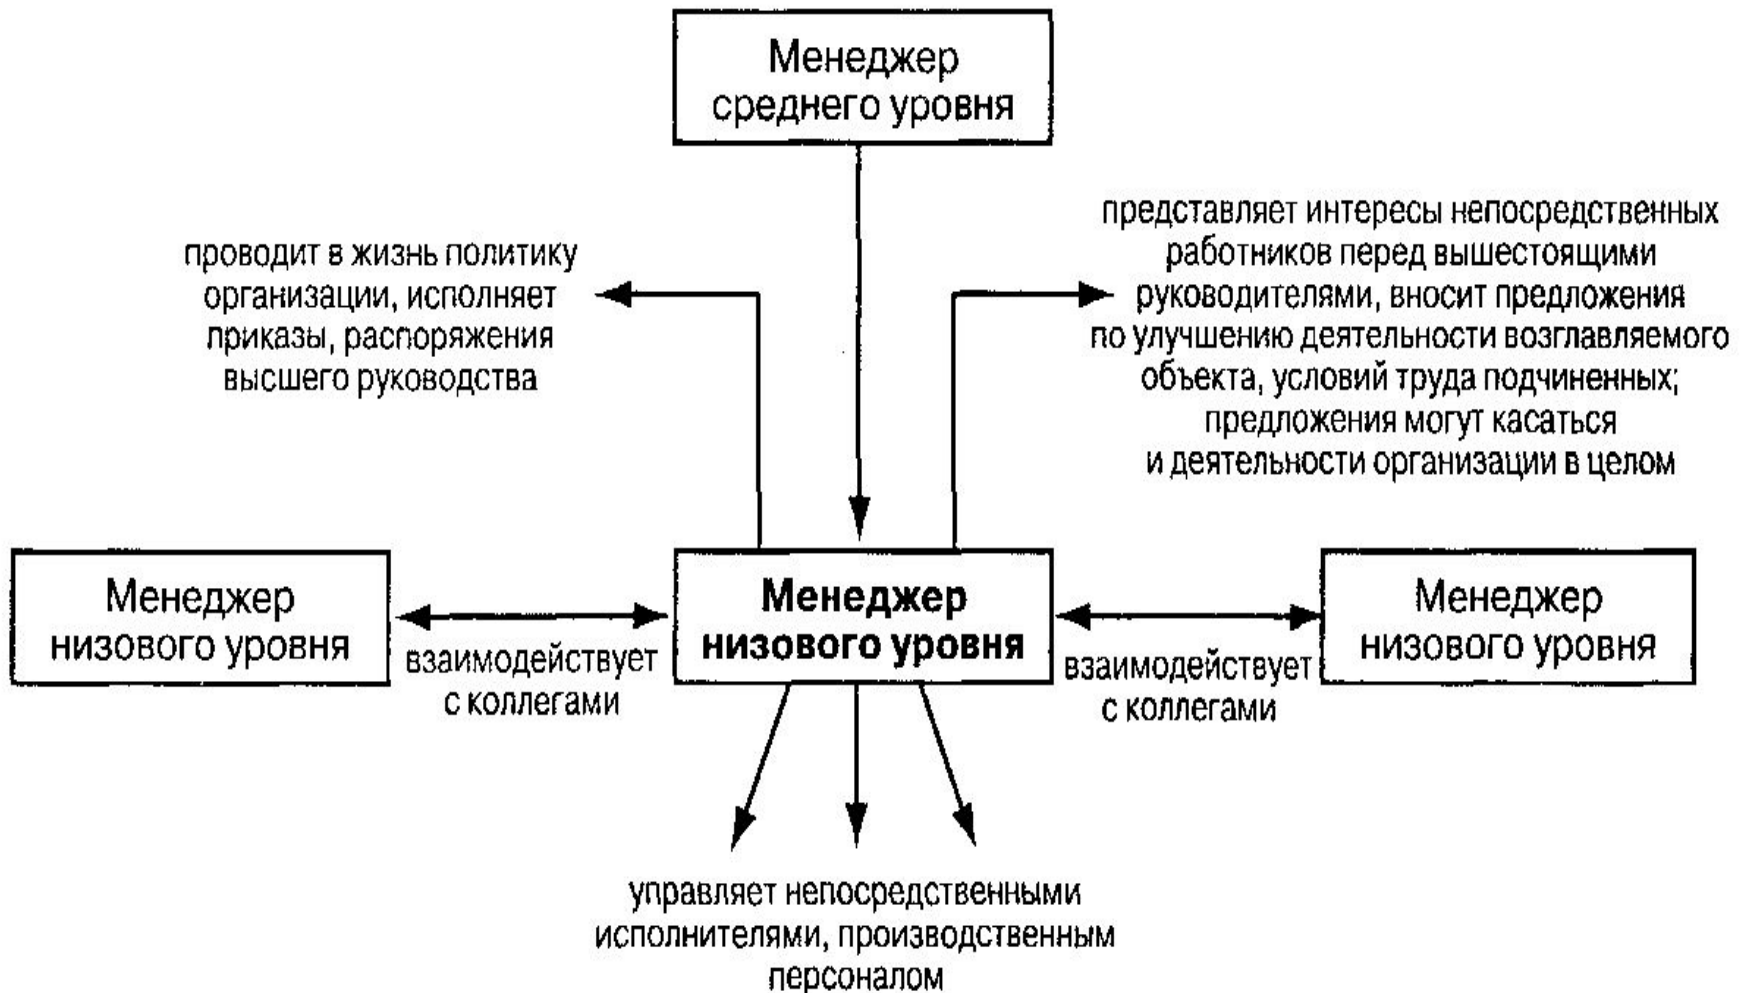 Менеджер
среднего уровня
проводит в жизнь политику
организации, исполняет
приказы, распоряжения
высшего руководства
представляет интересы непосредственных
работников перед вышестоящими
руководителями, вносит предложения
по улучшению деятельности возглавляемого
объекта, условий труда подчиненных;
предложения могут касаться
и деятельности организации в целом
Менеджер
низового уровня
взаимодействует
с коллегами
Менеджер
низового уровня
взаимодействует
с коллегами
Менеджер
низового уровня
управляет непосредственными
исполнителями, производственным
персоналом